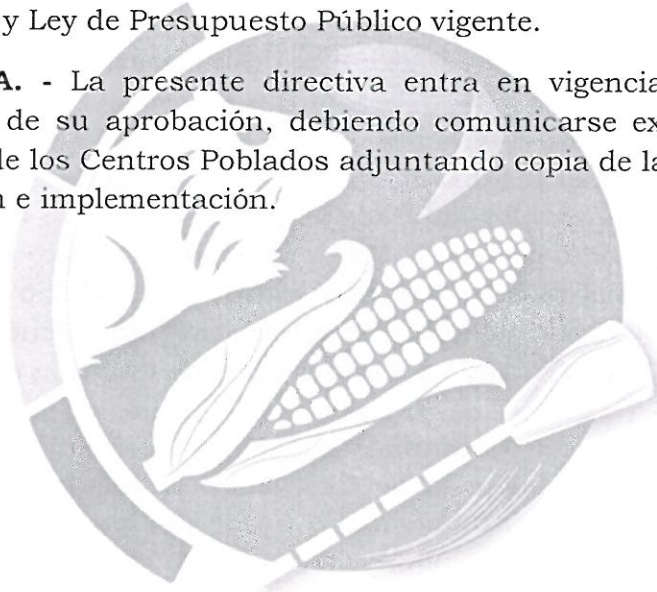 y Ley de Presupuesto Público vigente.
A. - La presente directiva entra en vigencia
de su aprobación, debiendo comunicarse ex
de los Centros Poblados adjuntando copia de la
n e implementación.